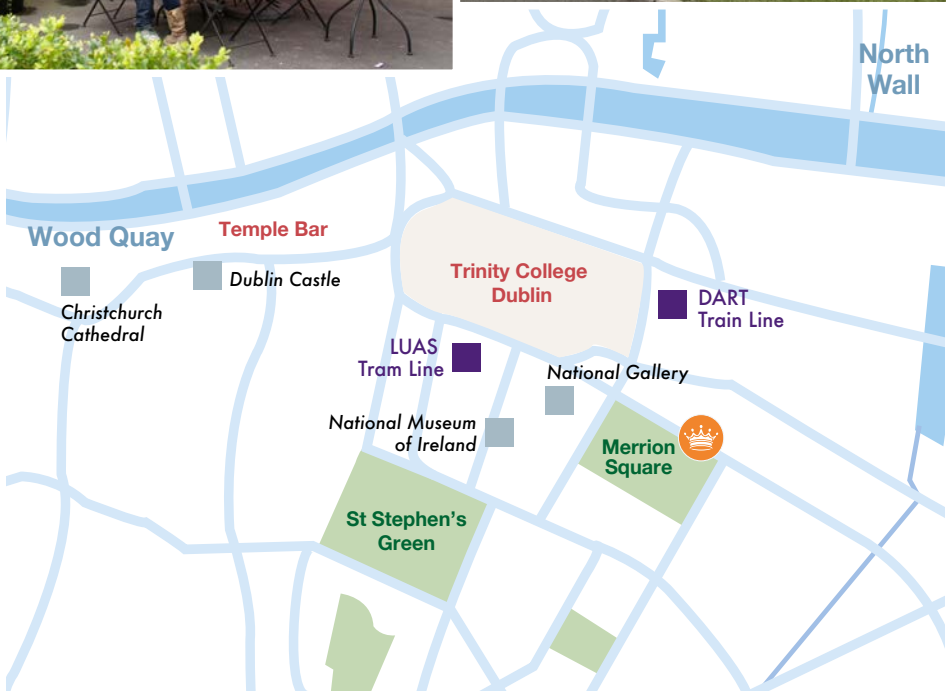 North
Wall
Wood Quay
Temple Bar
Dublin Castle
Christchurch
Cathedral
Trinity College
Dublin
DART
Train Line
LUAS
Tram Line
National Gallery
National Museum
of Ireland
Merrion
Square
St Stephen's
Green